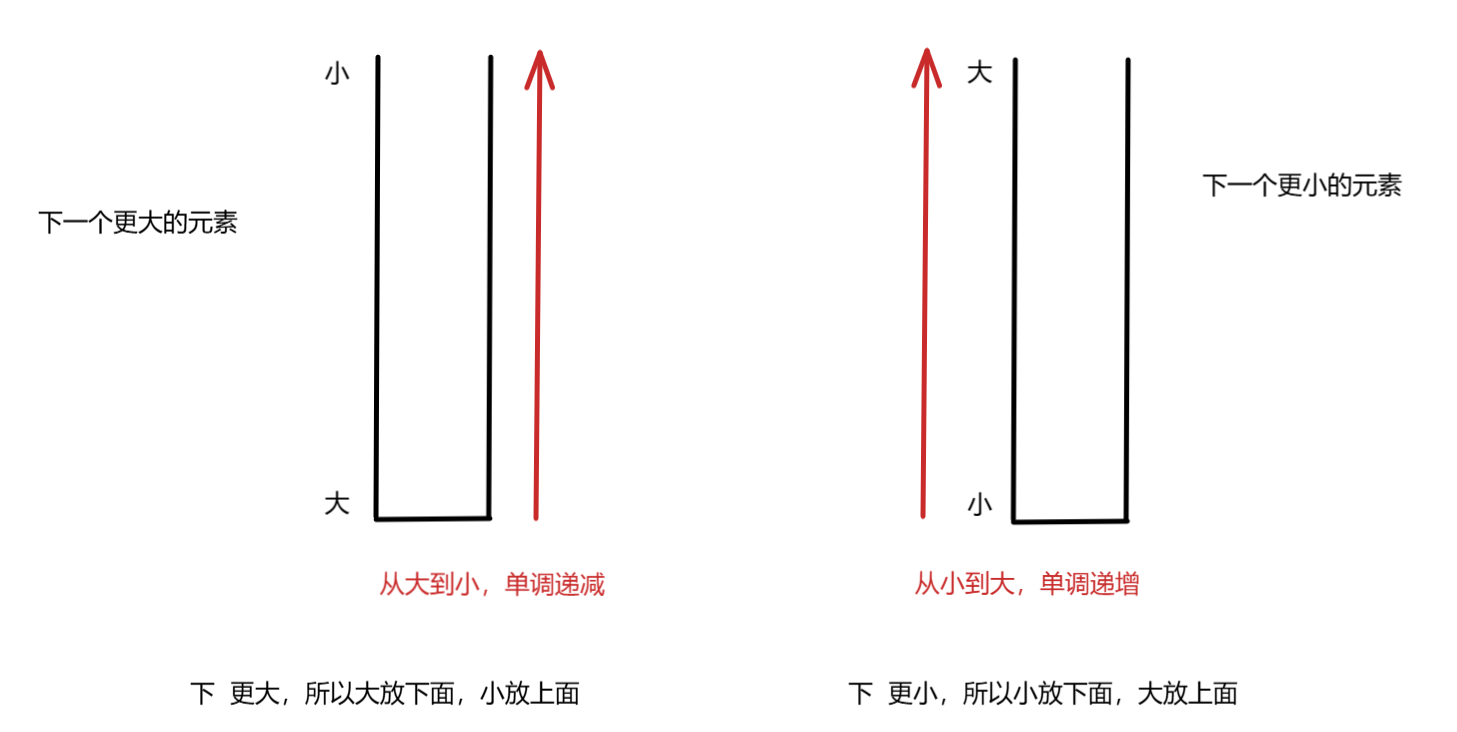 小
下一个更大的元素
大
从大到小，单调递减
下 更大，所以大放下面，小放上面
大
下一个更小的元素
小
从小到大，单调递增
下 更小，所以小放下面，大放上面